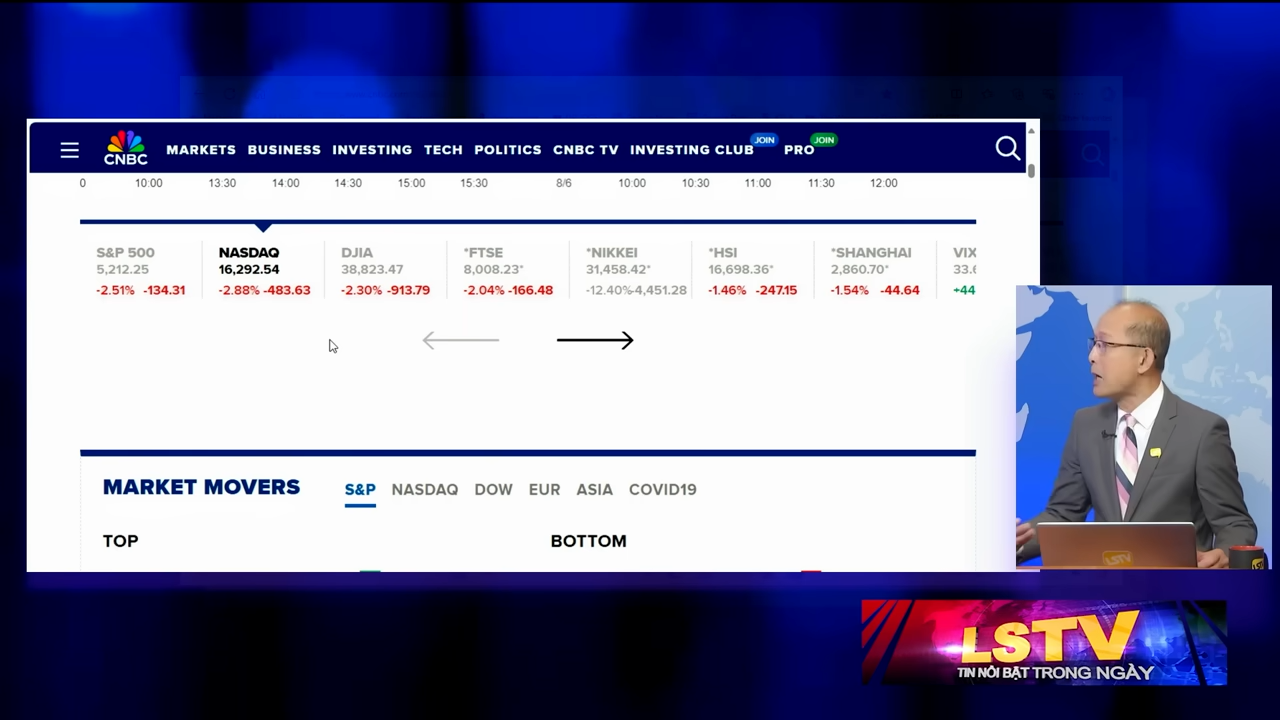 JOIN JOIN
CNBC MARKETS BUSINESS INVESTING TECH POLITICS CNBC TV INVESTING CLUB PRO
0 10:00 13:30 14:00 14:30 15:00 15:30 8/6 10:00 10:30 11:00 11:30 12:00
S&P 500 NASDAQ DJIA *FTSE *NIKKEI *HSI *SHANGHAI VIX
5,212.25 16,292.54 38,823.47 8,008.23* 31,458.42* 16,698.36* 2,860.70* 33.6
-2.51% -134.31 -2.88% -483.63 -2.30% -913.79 -2.04% -166.48 -12.40% -4,451.28 -1.46% -247.15 -1.54% -44.64 +44
MARKET MOVERS S&P NASDAQ DOW EUR ASIA COVID19
TOP BOTTOM
LSTV
LSTV
TIN NỔI BẬT TRONG NGÀY